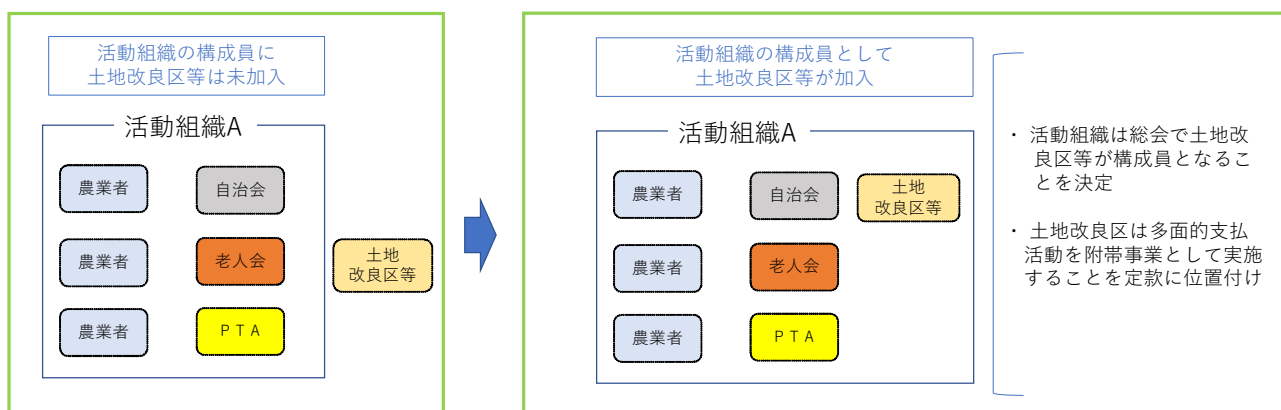 活動組織の構成員に
土地改良区等は未加入
活動組織A
農業者
自治会
農業者
老人会
土地
改良区等
農業者
ＰＴＡ
活動組織の構成員として
土地改良区等が加入
活動組織A
農業者
自治会
土地
改良区等
農業者
老人会
農業者
ＰＴＡ
・ 活動組織は総会で土地改
良区等が構成員となるこ
とを決定
・ 土地改良区は多面的支払
活動を附帯事業として実施
することを定款に位置付け